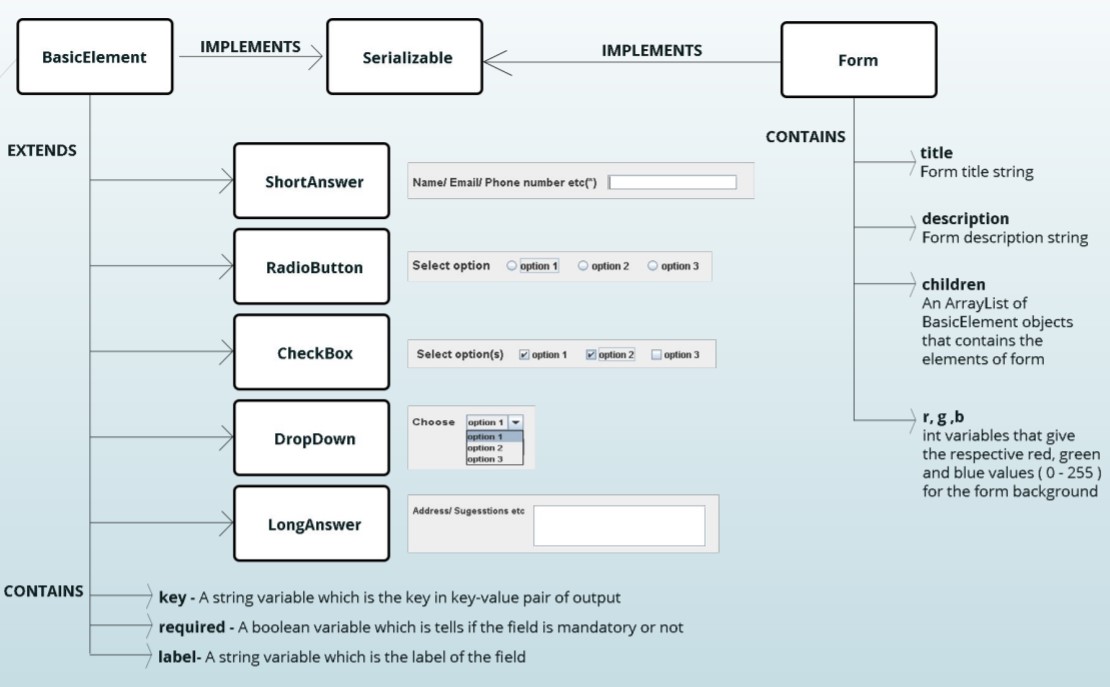 BasicElement
IMPLEMENTS
Serializable
IMPLEMENTS
Form
EXTENDS
CONTAINS
title
Form title string
description
Form description string
children
An ArrayList of
BasicElement objects
that contains the
elements of form
r, g ,b
int variables that give
the respective red, green
and blue values ( 0 - 255 )
for the form background
ShortAnswer
Name/ Email/ Phone number etc(*)
RadioButton
Select option option 1 option 2 option 3
CheckBox
Select option(s) option 1 option 2 option 3
DropDown
Choose option 1
option 1
option 2
option 3
LongAnswer
Address/ Sugesstions etc
CONTAINS
key - A string variable which is the key in key-value pair of output
required - A boolean variable which is tells if the field is mandatory or not
label- A string variable which is the label of the field